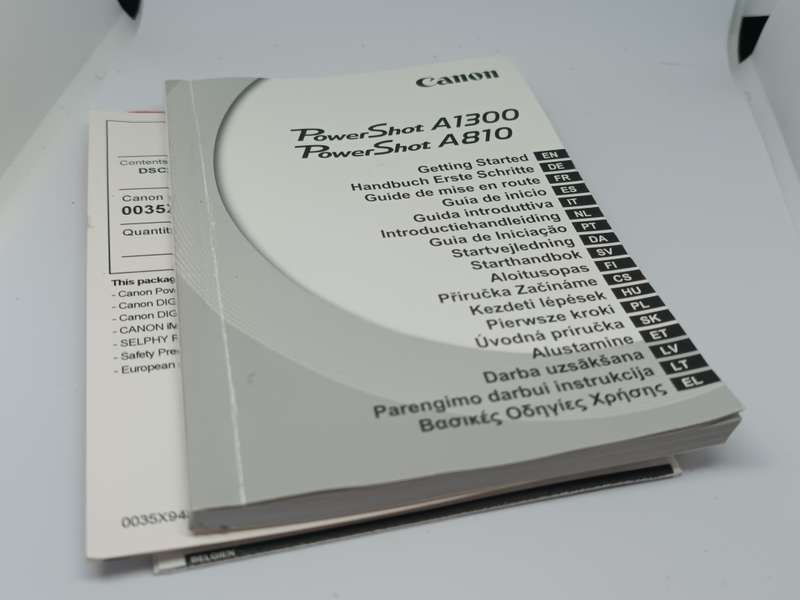 Canon
PowerShot A1300
PowerShot A810
Getting Started EN
Handbuch Erste Schritte DE
Guide de mise en route FR
Guía de inicio ES
Guida introduttiva IT
Introductiehandleiding NL
Guia de Iniciação PT
Startvejledning DA
Starthandbok SV
Aloitusopas FI
Příručka Začínáme CS
Kezdeti lépések HU
Pierwsze kroki PL
Úvodná príručka SK
Alustamine ET
Darba uzsākšana LV
Parengimo darbui instrukcija LT
Βασικές Οδηγίες Χρήσης EL
Contents
DSC
Canon
0035X
Quantit
This packag
- Canon Pow
- Canon DIG
- Canon DIG
- CANON iM
- SELPHY
- Safety Pre
- European
0035X94